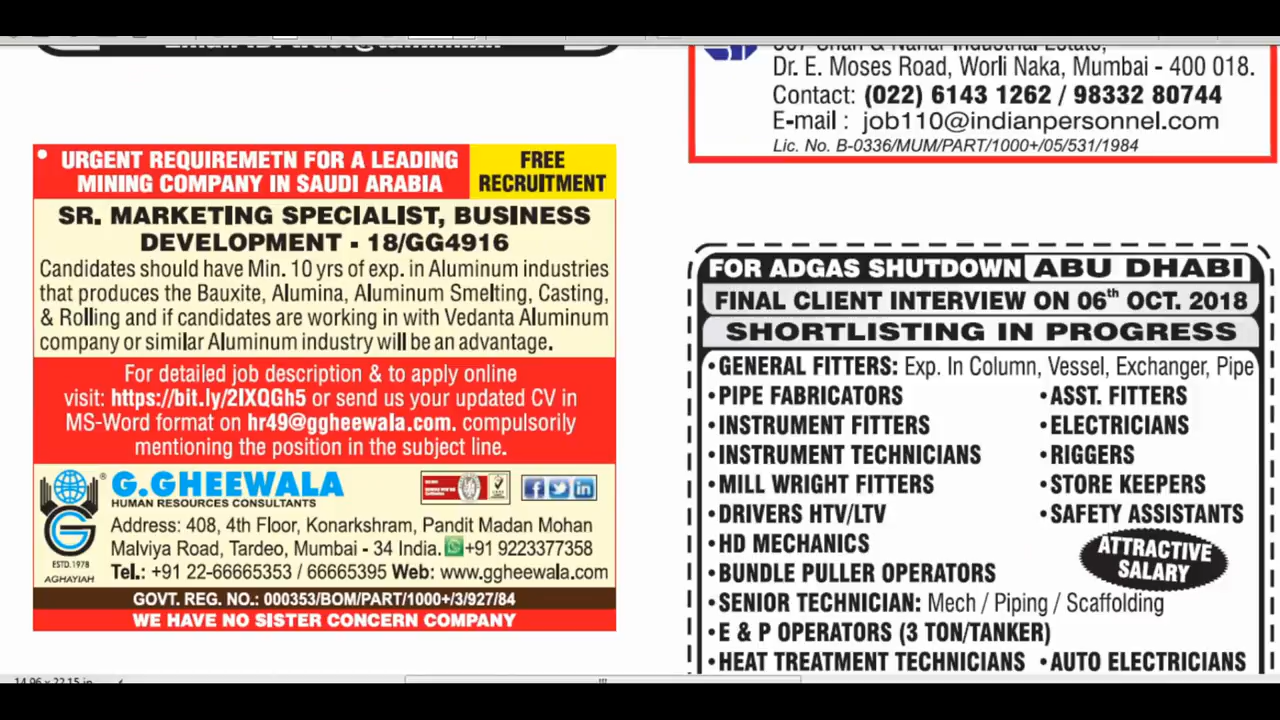 Dr. E. Moses Road, Worli Naka, Mumbai - 400 018.
Contact: (022) 6143 1262 / 98332 80744
E-mail : job110@indianpersonnel.com
Lic. No. B-0336/MUM/PART/1000+/05/531/1984
• URGENT REQUIREMETN FOR A LEADING
MINING COMPANY IN SAUDI ARABIA
FREE
RECRUITMENT
SR. MARKETING SPECIALIST, BUSINESS
DEVELOPMENT - 18/GG4916
Candidates should have Min. 10 yrs of exp. in Aluminum industries
that produces the Bauxite, Alumina, Aluminum Smelting, Casting,
& Rolling and if candidates are working in with Vedanta Aluminum
company or similar Aluminum industry will be an advantage.
For detailed job description & to apply online
visit: https://bit.ly/2IXQGh5 or send us your updated CV in
MS-Word format on hr49@ggheewala.com. compulsorily
mentioning the position in the subject line.
G.GHEEWALA
HUMAN RESOURCES CONSULTANTS
ESTD.1978
AGHAYIAH
Address: 408, 4th Floor, Konarkshram, Pandit Madan Mohan
Malviya Road, Tardeo, Mumbai - 34 India. +91 9223377358
Tel.: +91 22-66665353 / 66665395 Web: www.ggheewala.com
GOVT. REG. NO.: 000353/BOM/PART/1000+/3/927/84
WE HAVE NO SISTER CONCERN COMPANY
FOR ADGAS SHUTDOWN ABU DHABI
FINAL CLIENT INTERVIEW ON 06th OCT. 2018
SHORTLISTING IN PROGRESS
• GENERAL FITTERS: Exp. In Column, Vessel, Exchanger, Pipe
• PIPE FABRICATORS • ASST. FITTERS
• INSTRUMENT FITTERS • ELECTRICIANS
• INSTRUMENT TECHNICIANS • RIGGERS
• MILL WRIGHT FITTERS • STORE KEEPERS
• DRIVERS HTV/LTV • SAFETY ASSISTANTS
• HD MECHANICS
ATTRACTIVE
SALARY
• BUNDLE PULLER OPERATORS
• SENIOR TECHNICIAN: Mech / Piping / Scaffolding
• E & P OPERATORS (3 TON/TANKER)
• HEAT TREATMENT TECHNICIANS • AUTO ELECTRICIANS